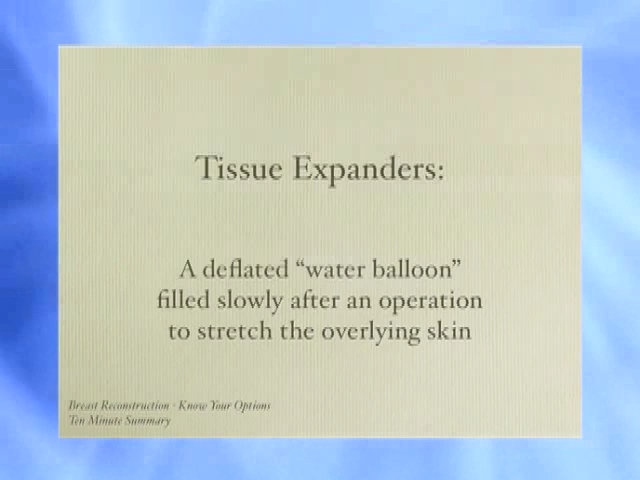 Tissue Expanders:
A deflated “water balloon”
filled slowly after an operation
to stretch the overlying skin
Breast Reconstruction · Know Your Options
Ten Minute Summary